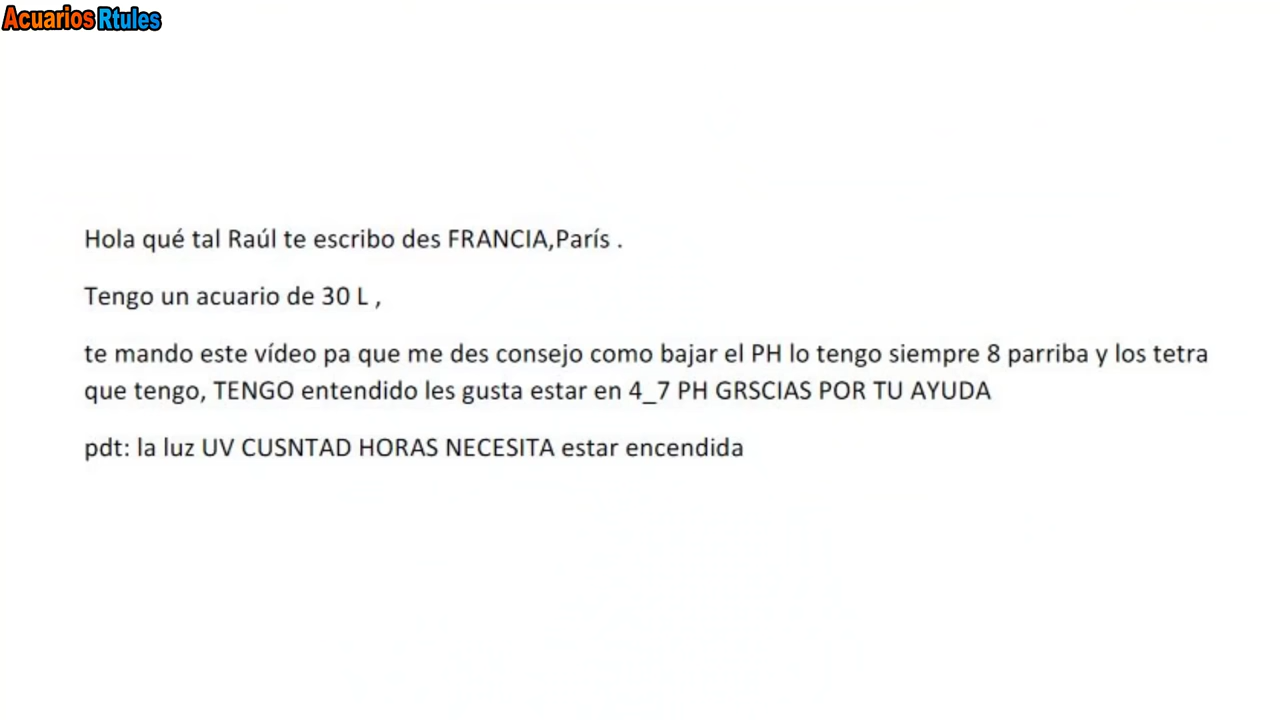 Acuarios Rtules
Hola qué tal Raúl te escribo des FRANCIA,París .
Tengo un acuario de 30 L ,
te mando este vídeo pa que me des consejo como bajar el PH lo tengo siempre 8 parriba y los tetra
que tengo, TENGO entendido les gusta estar en 4_7 PH GRSCIAS POR TU AYUDA
pdt: la luz UV CUSNTAD HORAS NECESITA estar encendida